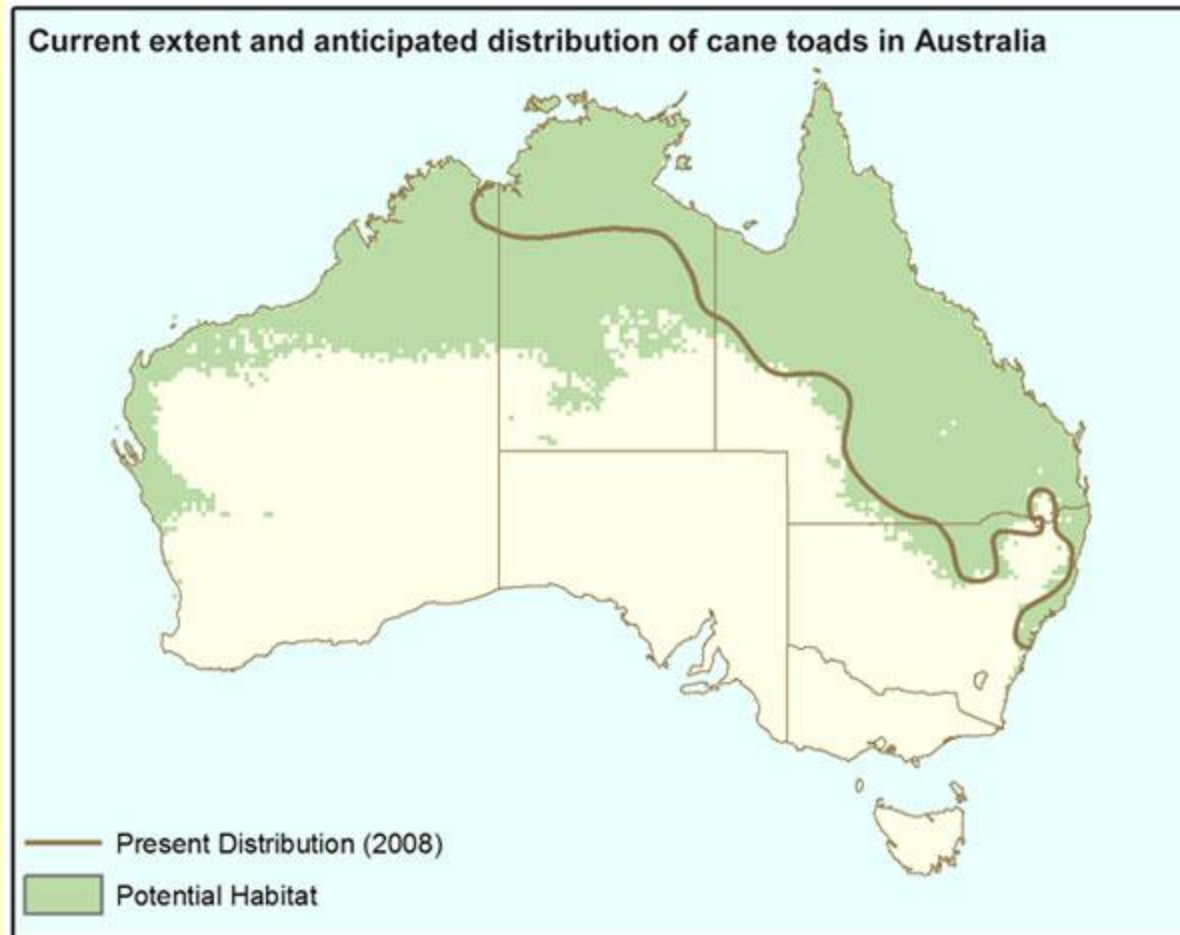 Current extent and anticipated distribution of cane toads in Australia
Present Distribution (2008)
Potential Habitat